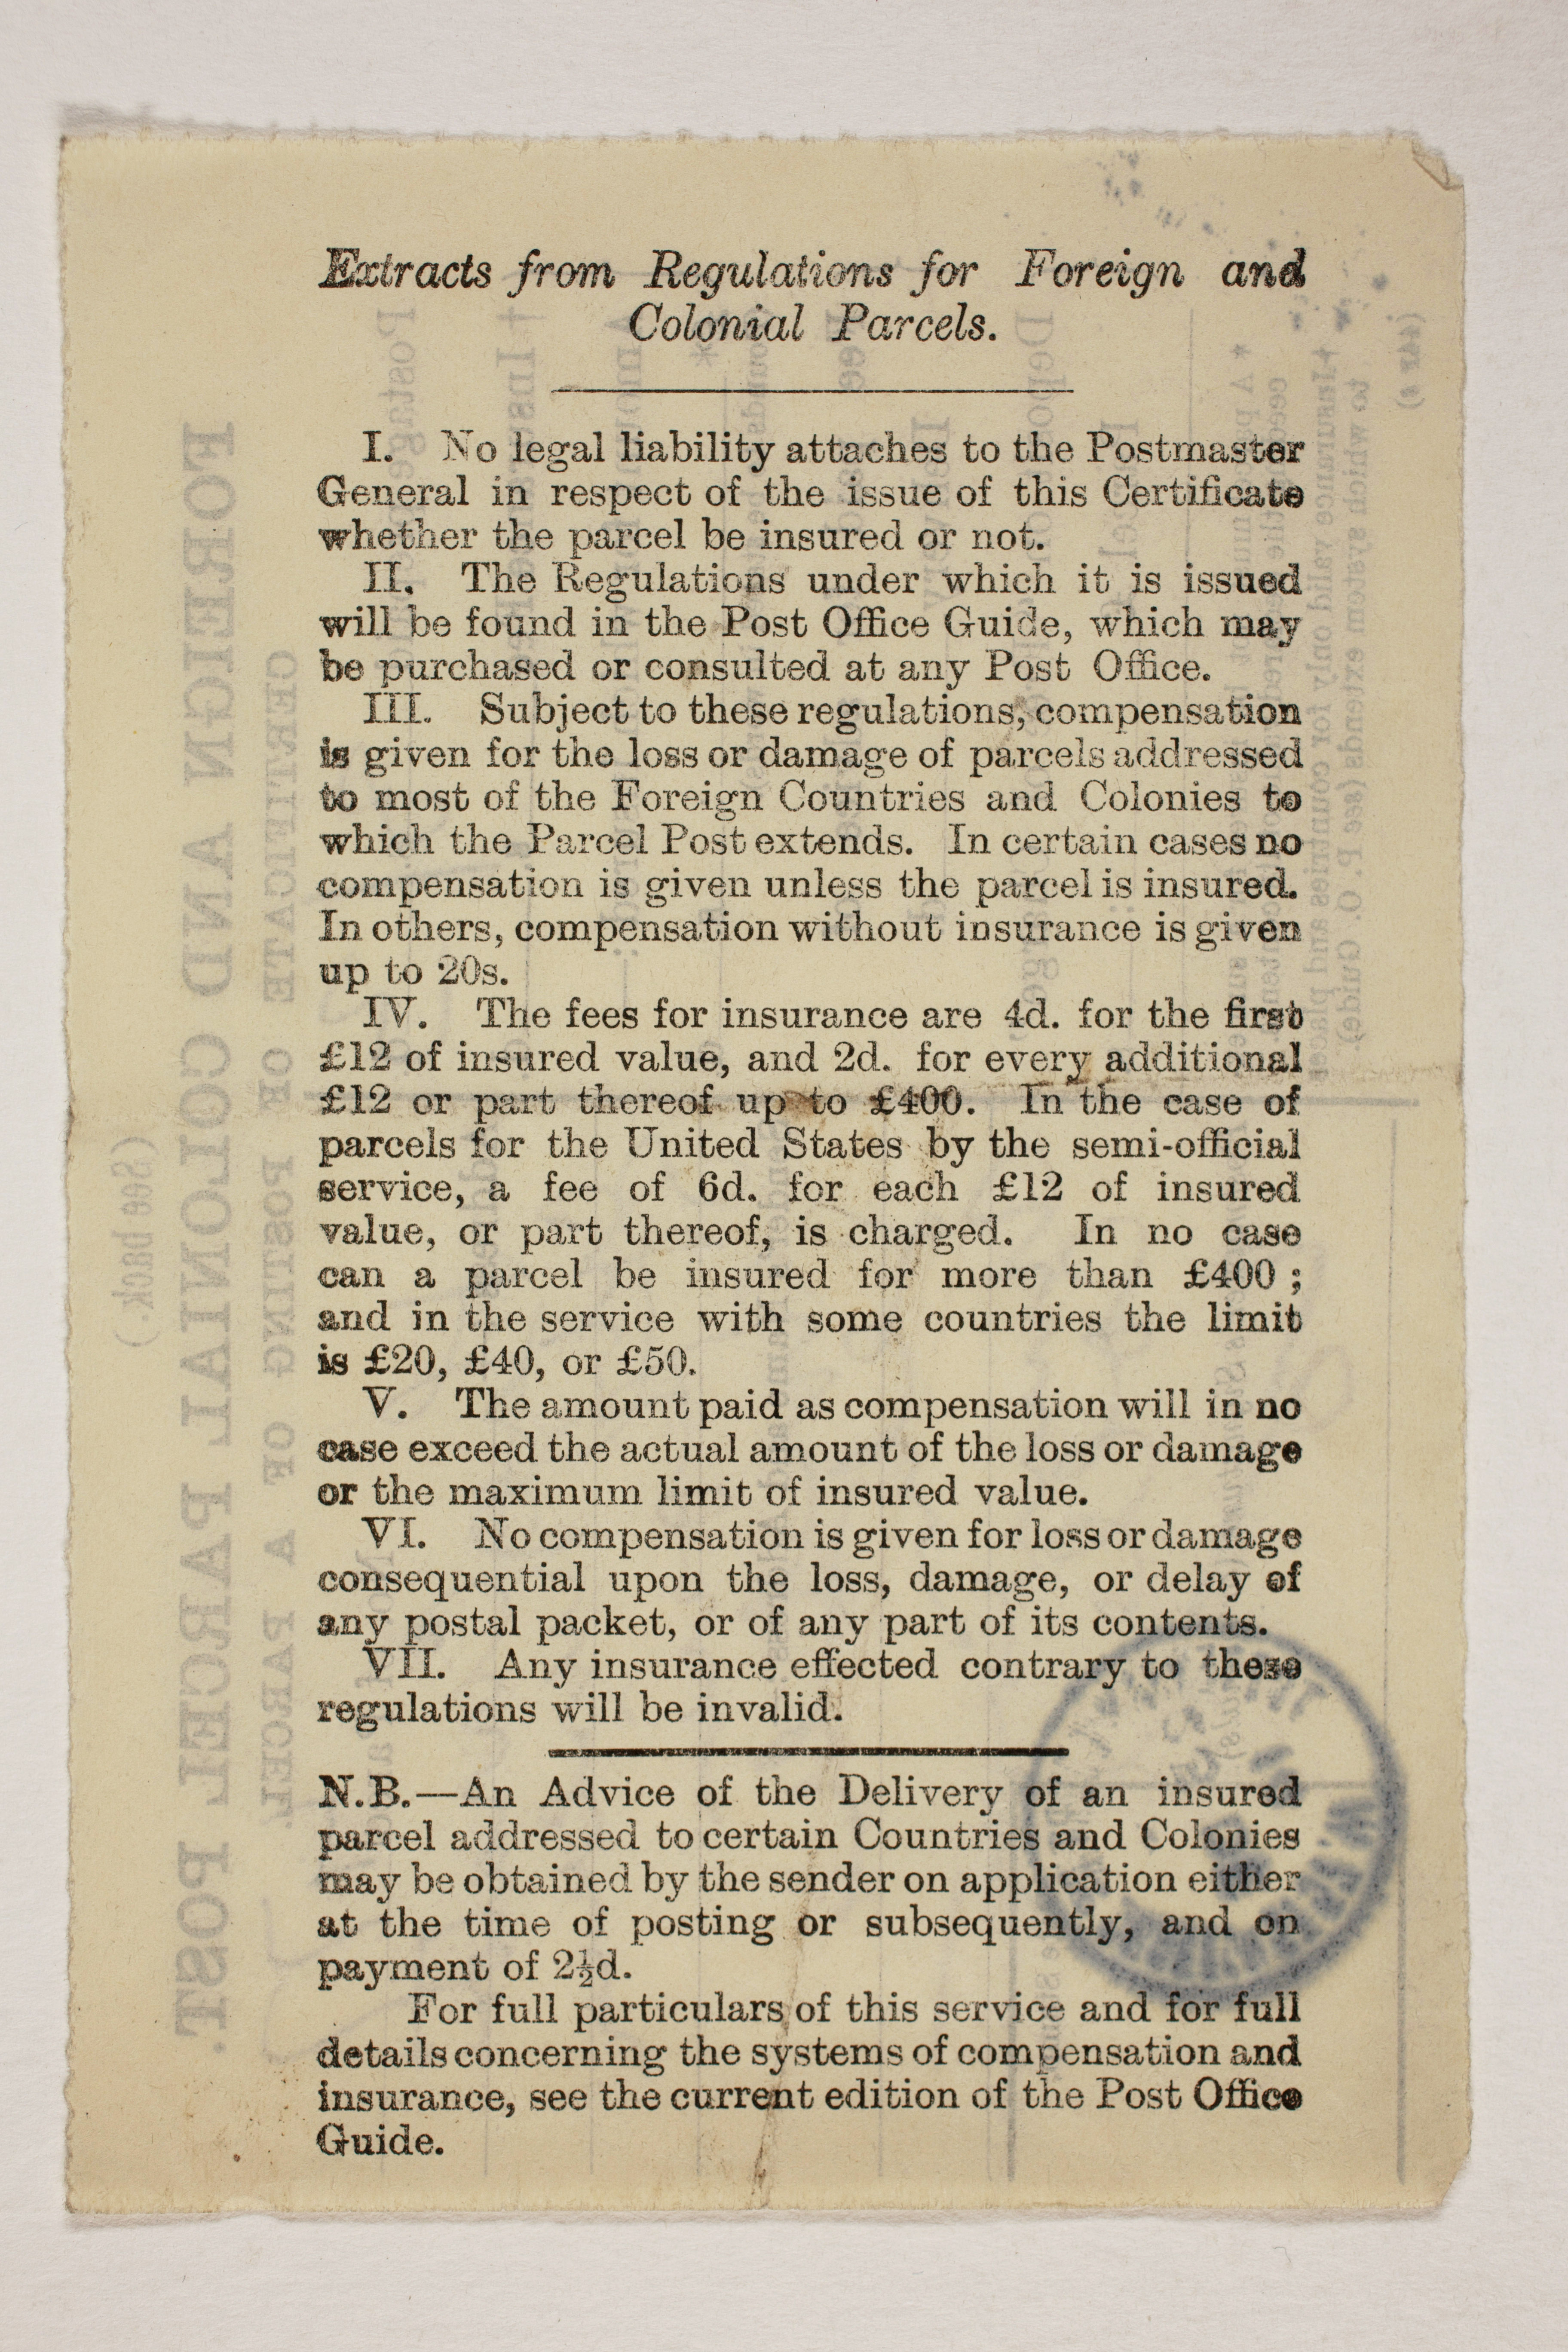 Extracts from Regulations for Foreign and
Colonial Parcels.
I. No legal liability attaches to the Postmaster
General in respect of the issue of this Certificate
whether the parcel be insured or not.
II. The Regulations under which it is issued
will be found in the Post Office Guide, which may
be purchased or consulted at any Post Office.
III. Subject to these regulations, compensation
is given for the loss or damage of parcels addressed
to most of the Foreign Countries and Colonies to
which the Parcel Post extends. In certain cases no
compensation is given unless the parcel is insured.
In others, compensation without insurance is given
up to 20s.
IV. The fees for insurance are 4d. for the first
£12 of insured value, and 2d. for every additional
£12 or part thereof up to £400. In the case of
parcels for the United States by the semi-official
service, a fee of 6d. for each £12 of insured
value, or part thereof, is charged. In no case
can a parcel be insured for more than £400 ;
and in the service with some countries the limit
is £20, £40, or £50.
V. The amount paid as compensation will in no
case exceed the actual amount of the loss or damage
or the maximum limit of insured value.
VI. No compensation is given for loss or damage
consequential upon the loss, damage, or delay of
any postal packet, or of any part of its contents.
VII. Any insurance effected contrary to these
regulations will be invalid.
N.B.—An Advice of the Delivery of an insured
parcel addressed to certain Countries and Colonies
may be obtained by the sender on application either
at the time of posting or subsequently, and on
payment of 2½d.
For full particulars of this service and for full
details concerning the systems of compensation and
insurance, see the current edition of the Post Office
Guide.
FOREIGN AND COLONIAL PARCEL POST.
CERTIFICATE OF POSTING OF A PARCEL.
(See back.)